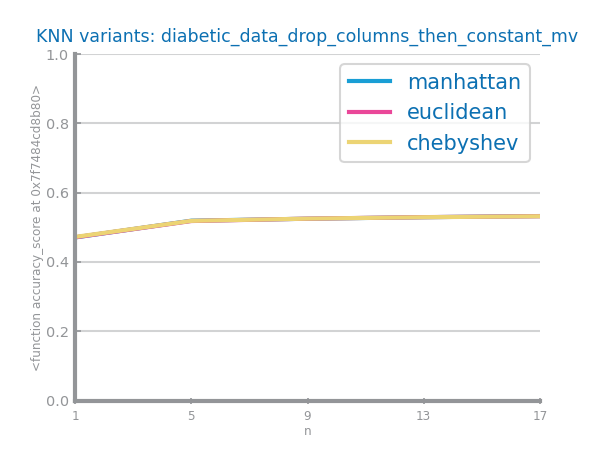 KNN variants: diabetic_data_drop_columns_then_constant_mv
1.0
0.8
0.6
0.4
0.2
0.0
<function accuracy_score at 0x7f7484cd8b80>
manhattan
euclidean
chebyshev
1 5 9 13 17
n